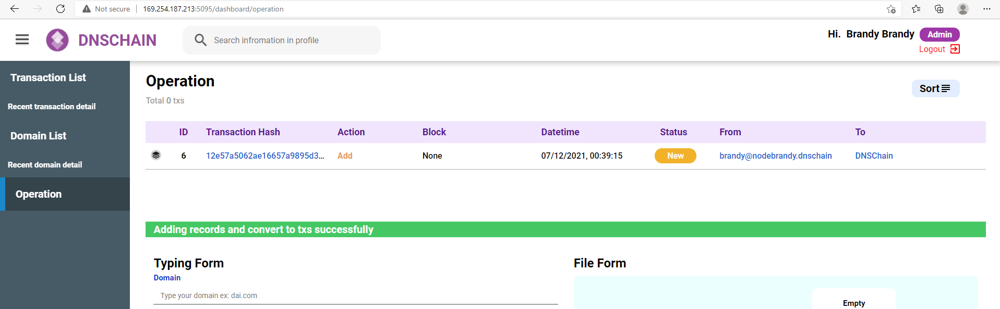 Not secure | 169.254.187.213:5095/dashboard/operation
DNSCHAIN
Search infromation in profile
Hi. Brandy Brandy Admin
Logout
Transaction List
Recent transaction detail
Domain List
Recent domain detail
Operation
Operation
Total 0 txs
Sort
ID Transaction Hash Action Block Datetime Status From To
6 12e57a5062ae16657a9895d3... Add None 07/12/2021, 00:39:15 New brandy@nodebrandy.dnschain DNSChain
Adding records and convert to txs successfully
Typing Form
Domain
Type your domain ex: dai.com
File Form
Empty